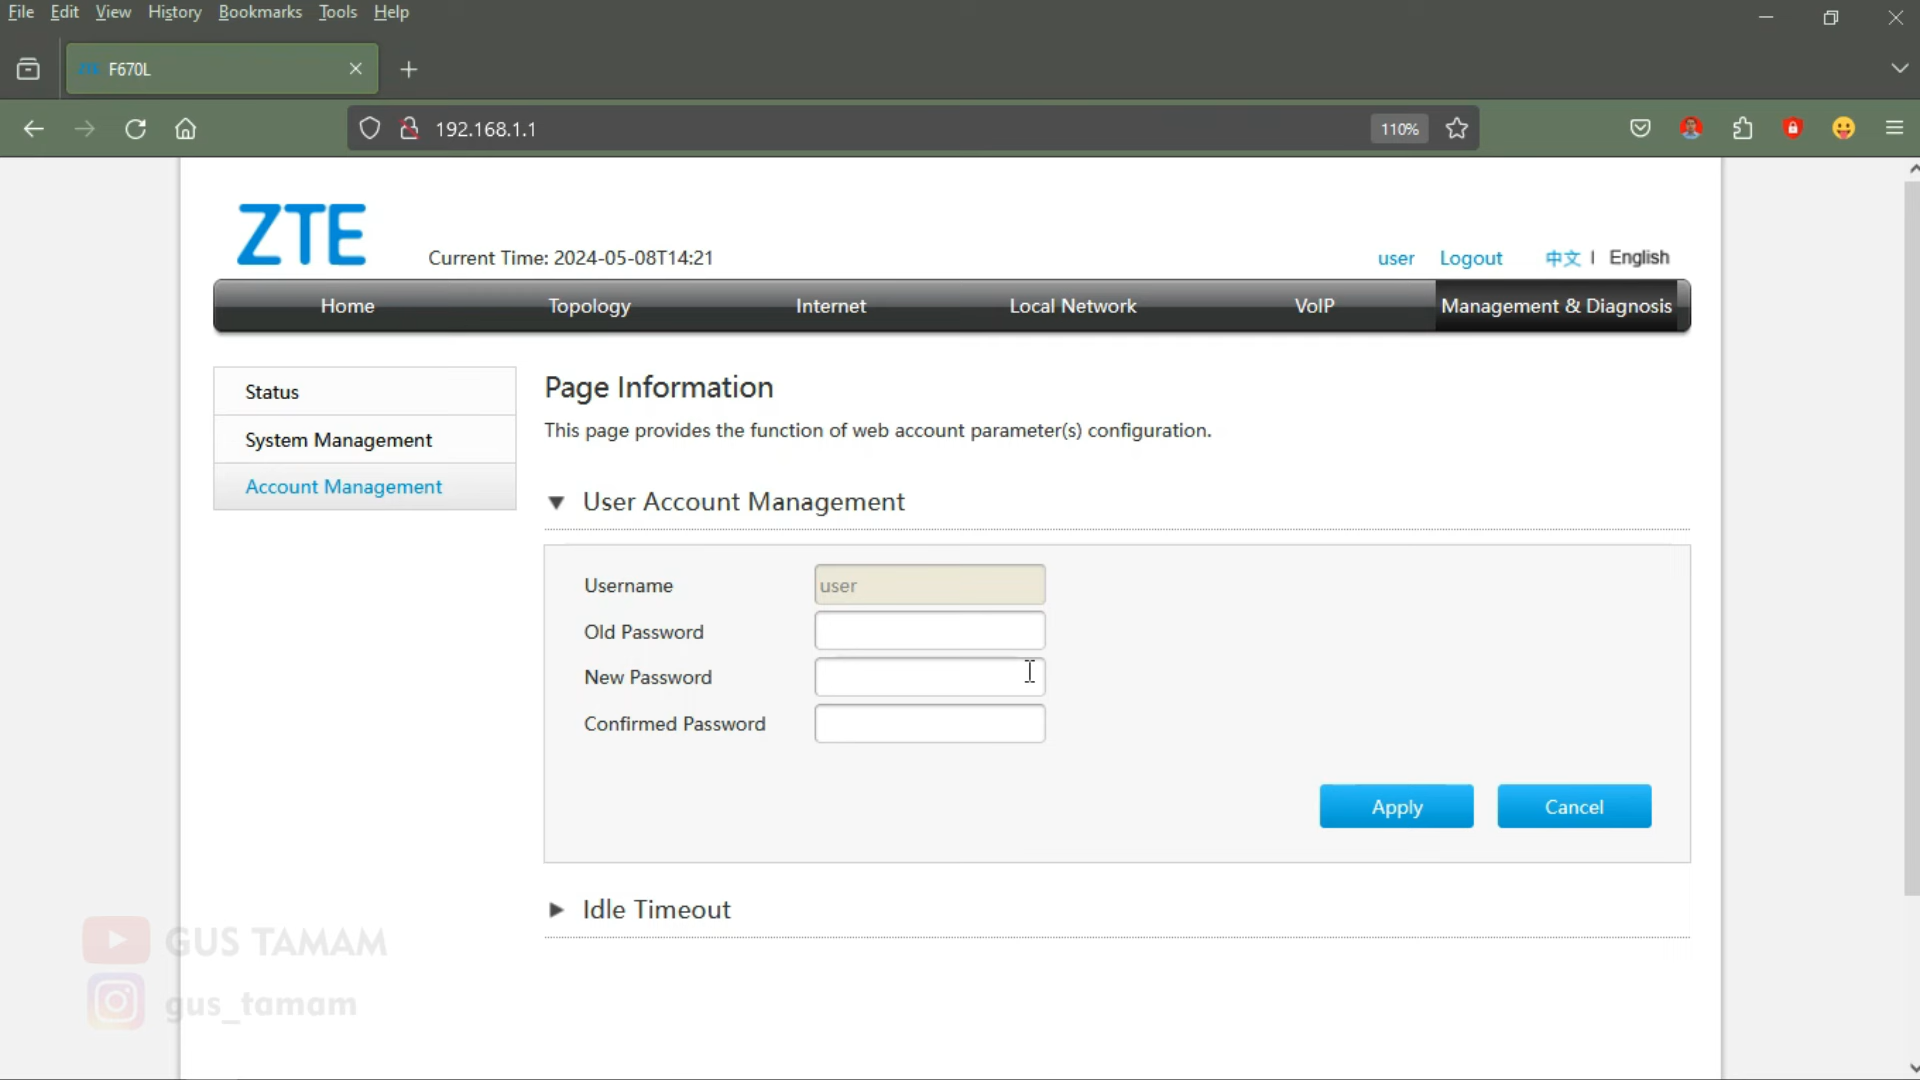 File Edit View History Bookmarks Tools Help
ZTE F670L
192.168.1.1 110%
ZTE
Current Time: 2024-05-08T14:21
user Logout 中文 | English
Home Topology Internet Local Network VoIP Management & Diagnosis
Status
System Management
Account Management
Page Information
This page provides the function of web account parameter(s) configuration.
User Account Management
Username user
Old Password
New Password
Confirmed Password
Apply Cancel
Idle Timeout
GUS TAMAM
gus_tamam